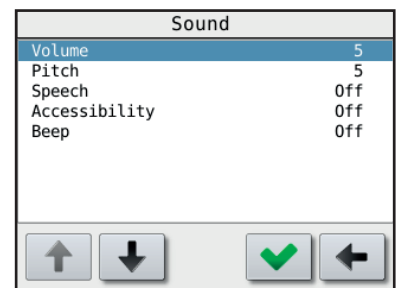 Sound
Volume 5
Pitch 5
Speech Off
Accessibility Off
Beep Off